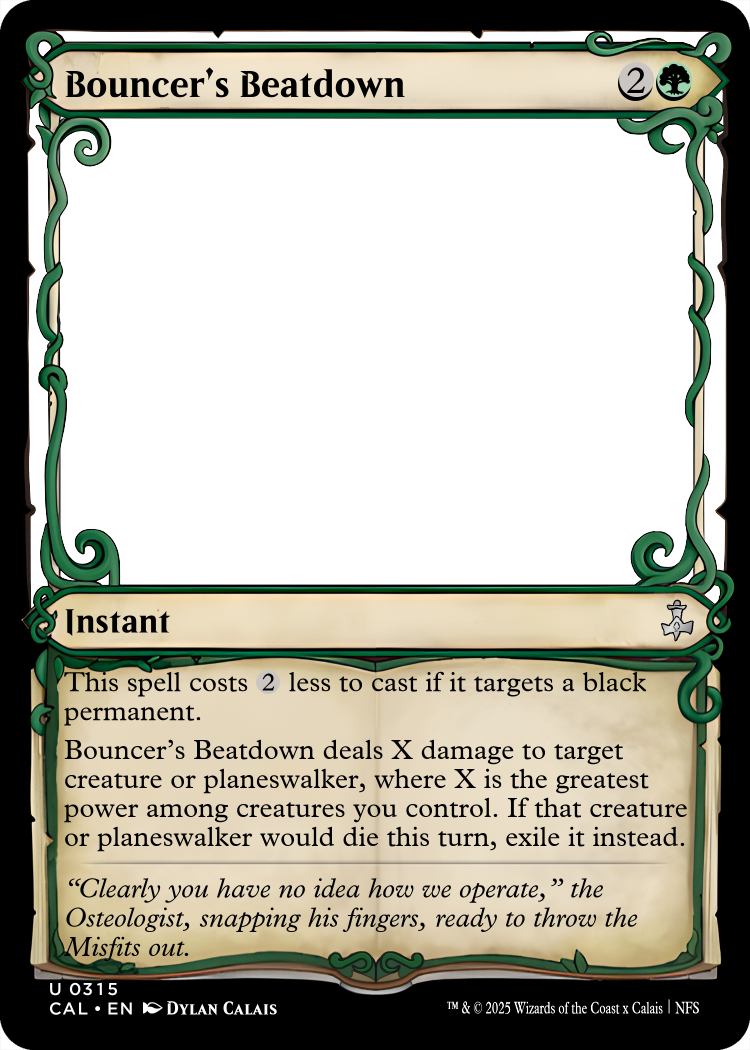 Bouncer's Beatdown 2
Instant
This spell costs 2 less to cast if it targets a black
permanent.
Bouncer’s Beatdown deals X damage to target
creature or planeswalker, where X is the greatest
power among creatures you control. If that creature
or planeswalker would die this turn, exile it instead.
“Clearly you have no idea how we operate,” the
Osteologist, snapping his fingers, ready to throw the
Misfits out.
U 0315
CAL • EN Dylan Calais
™ & © 2025 Wizards of the Coast x Calais | NFS